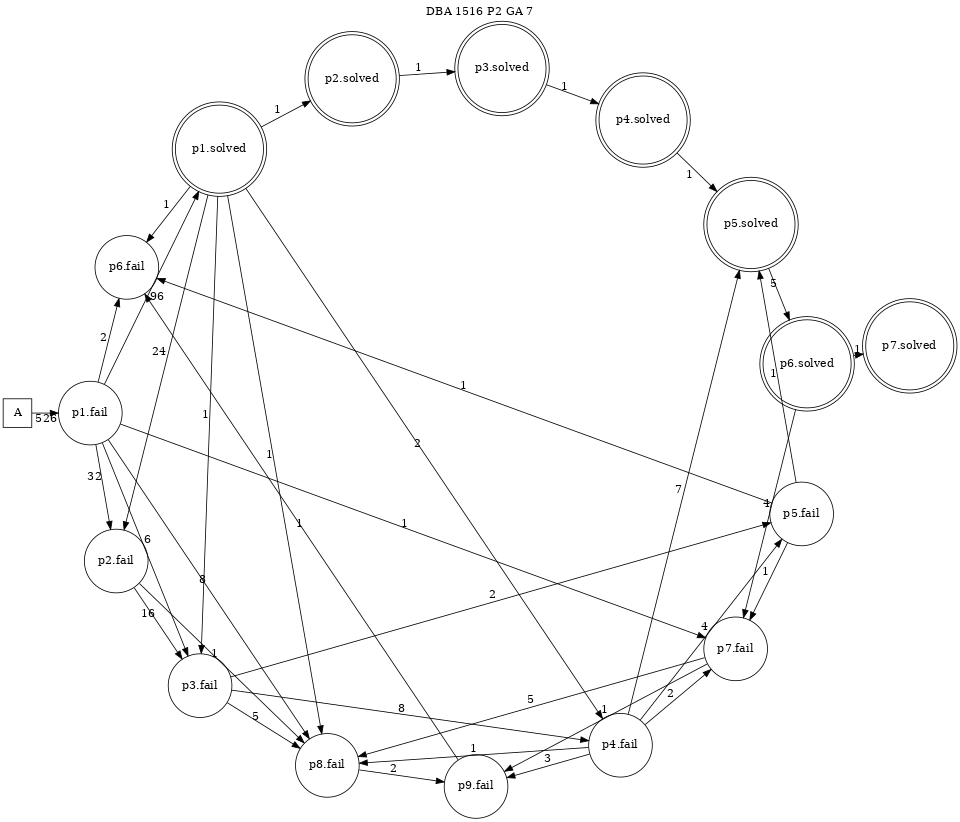 DBA 1516 P2 GA 7
p3.solved
1
p2.solved
1
1
p4.solved
p1.solved
1
1
p5.solved
p6.fail
5
96
2
1
p6.solved
p7.solved
24
1
1
1
A
526
p1.fail
1
2
1
32
7
4
p5.fail
1
1
6
p2.fail
1
8
2
16
4
1
p7.fail
p3.fail
2
5
8
1
5
p4.fail
1
3
p8.fail
2
p9.fail